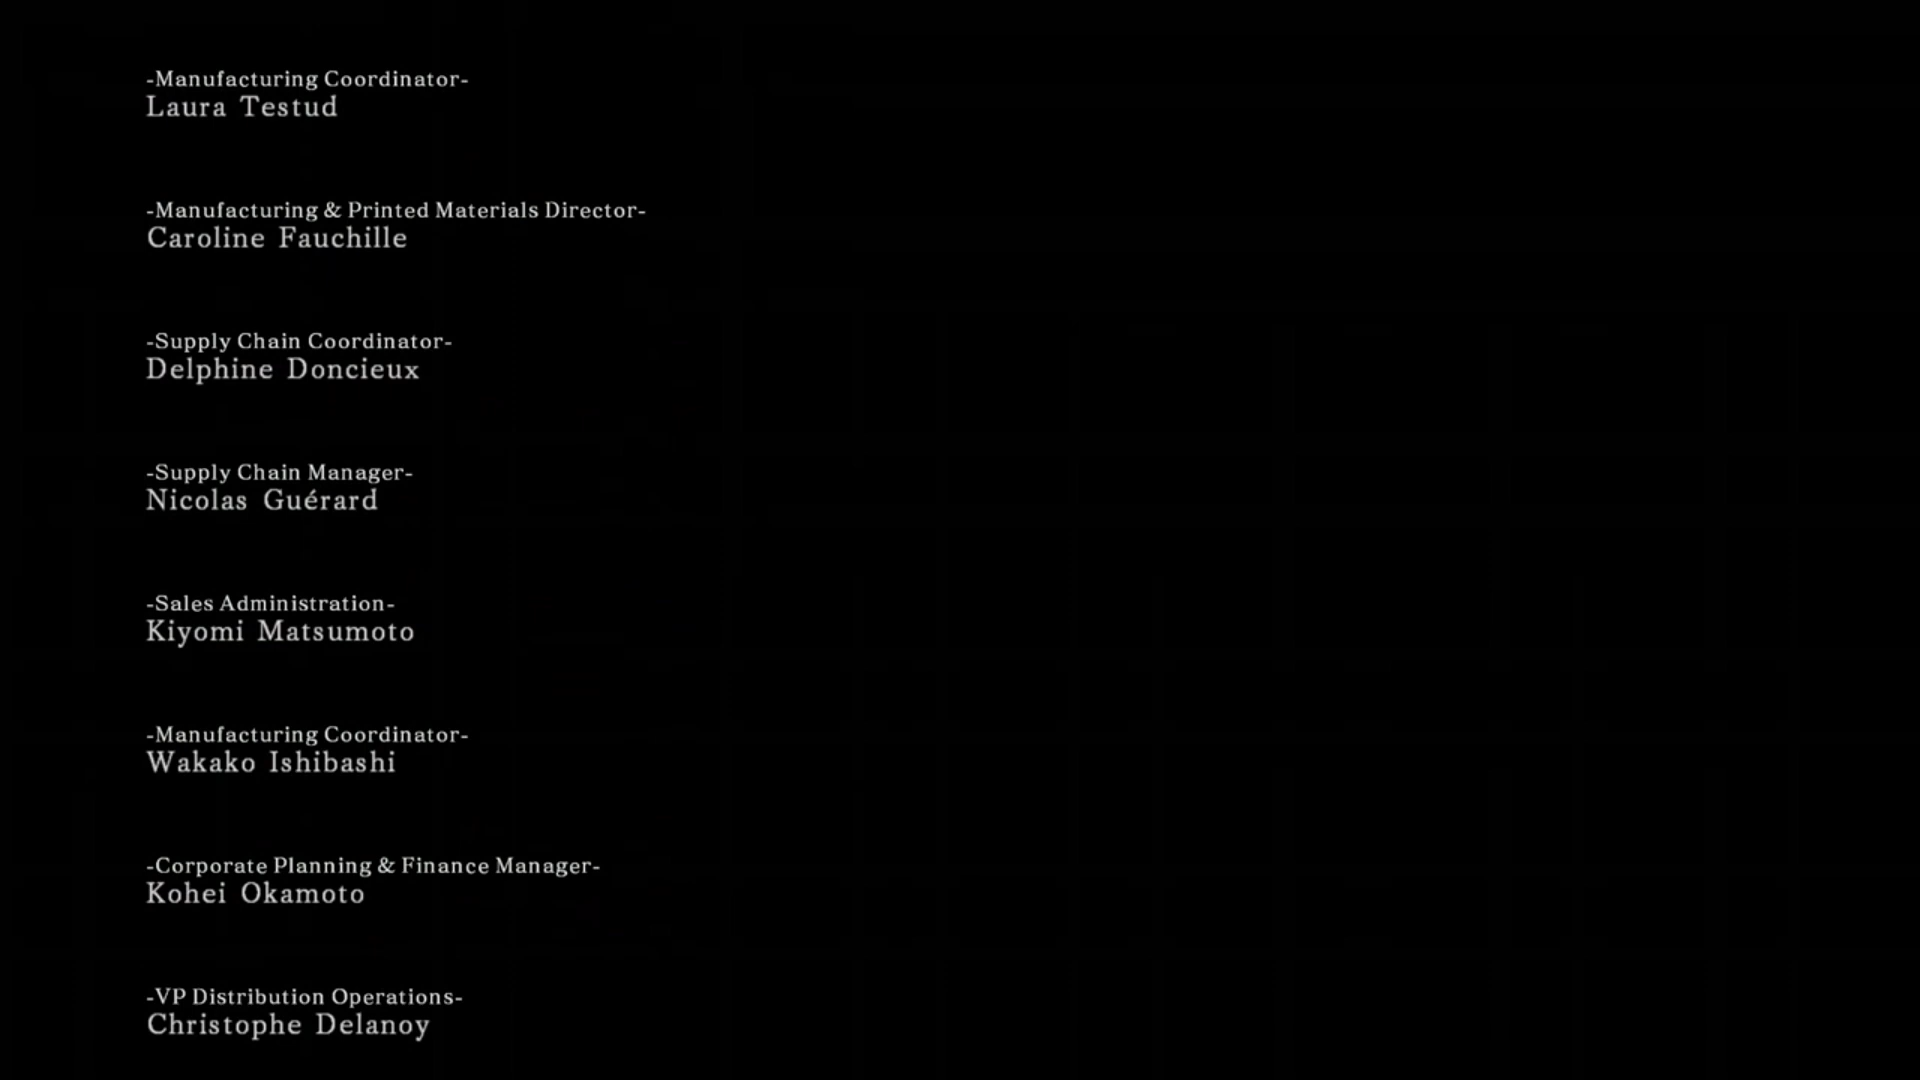 -Manufacturing Coordinator-
Laura Testud
-Manufacturing & Printed Materials Director-
Caroline Fauchille
-Supply Chain Coordinator-
Delphine Doncieux
-Supply Chain Manager-
Nicolas Guérard
-Sales Administration-
Kiyomi Matsumoto
-Manufacturing Coordinator-
Wakako Ishibashi
-Corporate Planning & Finance Manager-
Kohei Okamoto
-VP Distribution Operations-
Christophe Delanoy